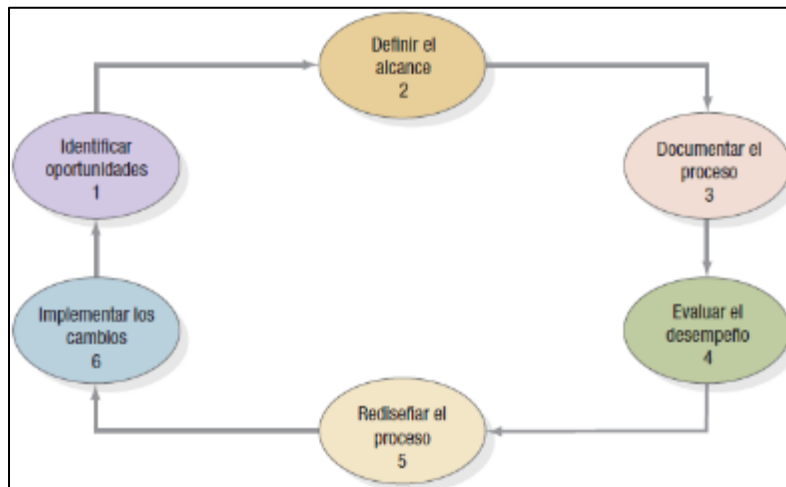 Definir el
alcance
2
Identificar
oportunidades
1
Documentar el
proceso
3
Implementar los
cambios
6
Evaluar el
desempeño
4
Rediseñar el
proceso
5